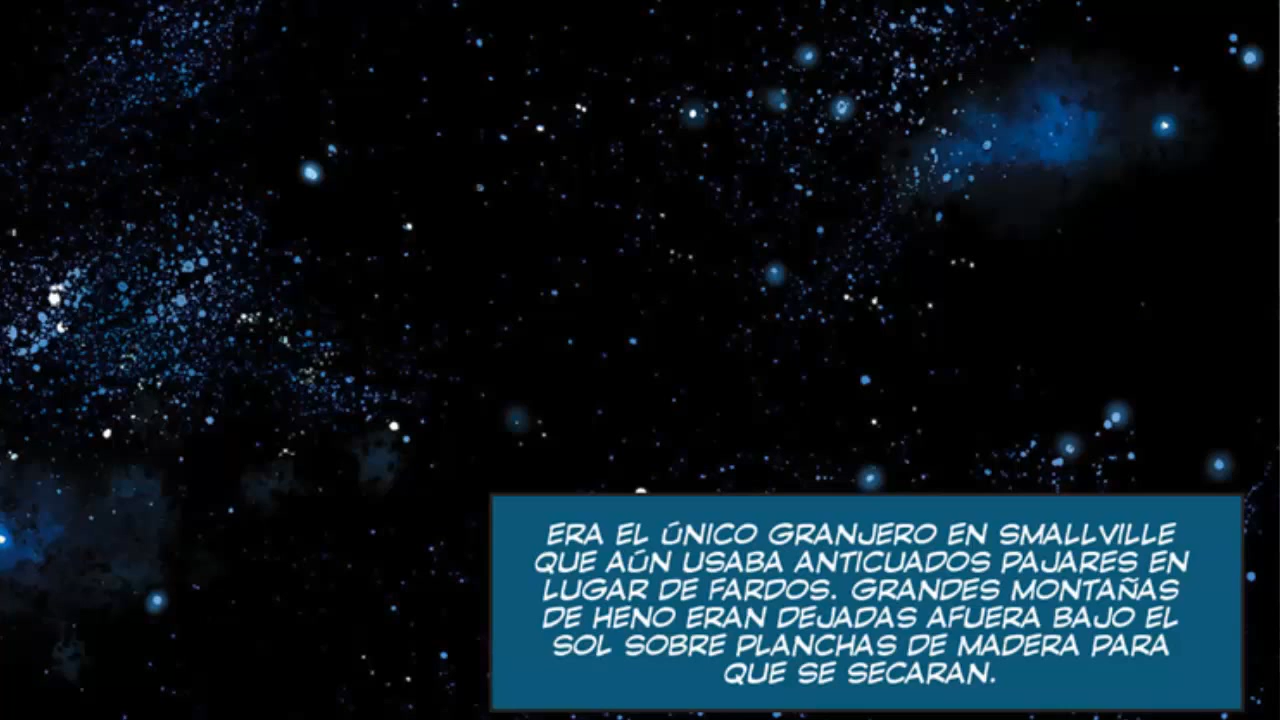 ERA EL ÚNICO GRANJERO EN SMALLVILLE
QUE AÚN USABA ANTICUADOS PAJARES EN
LUGAR DE FARDOS. GRANDES MONTAÑAS
DE HENO ERAN DEJADAS AFUERA BAJO EL
SOL SOBRE PLANCHAS DE MADERA PARA
QUE SE SECARAN.